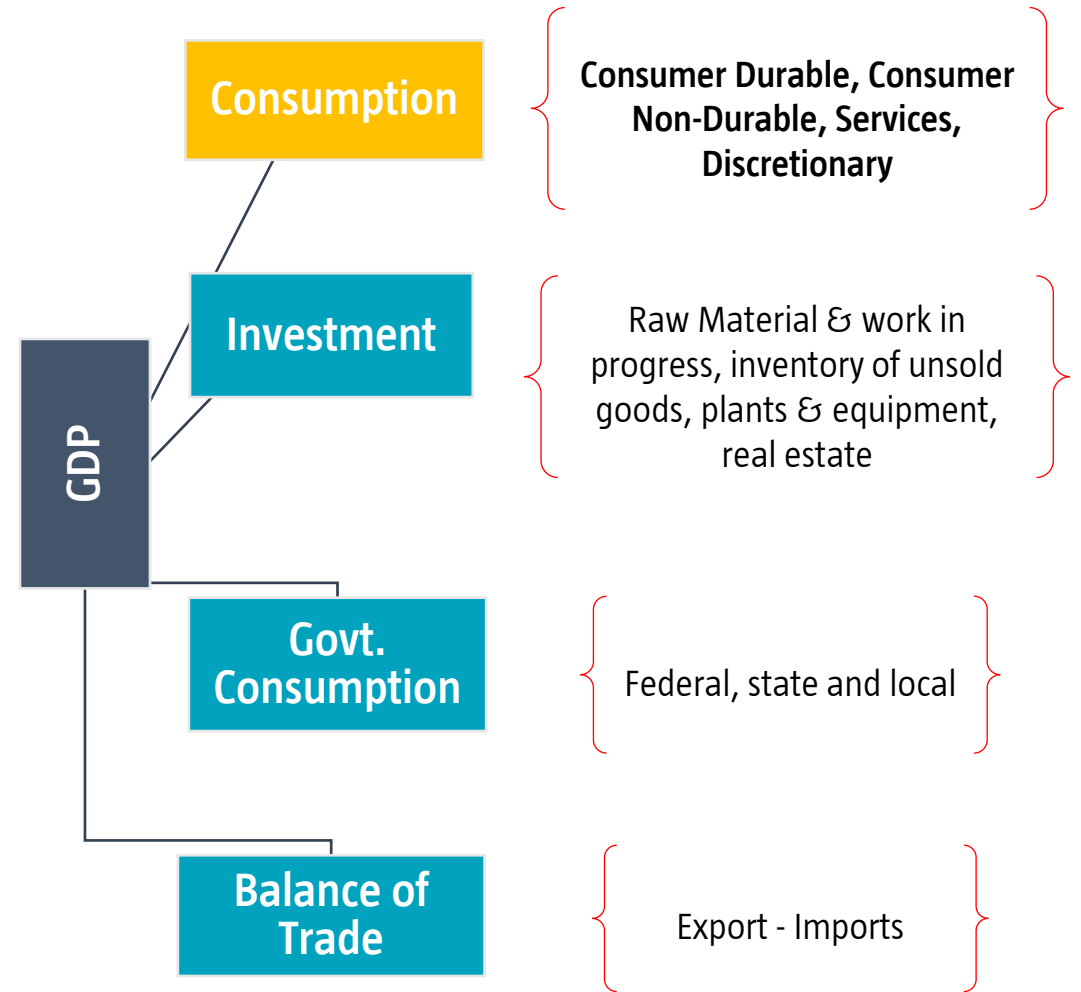 Consumption
Consumer Durable, Consumer
Non-Durable, Services,
Discretionary
Investment
Raw Material & work in
progress, inventory of unsold
goods, plants & equipment,
real estate
GDP
Govt.
Consumption
Federal, state and local
Balance of
Trade
Export - Imports